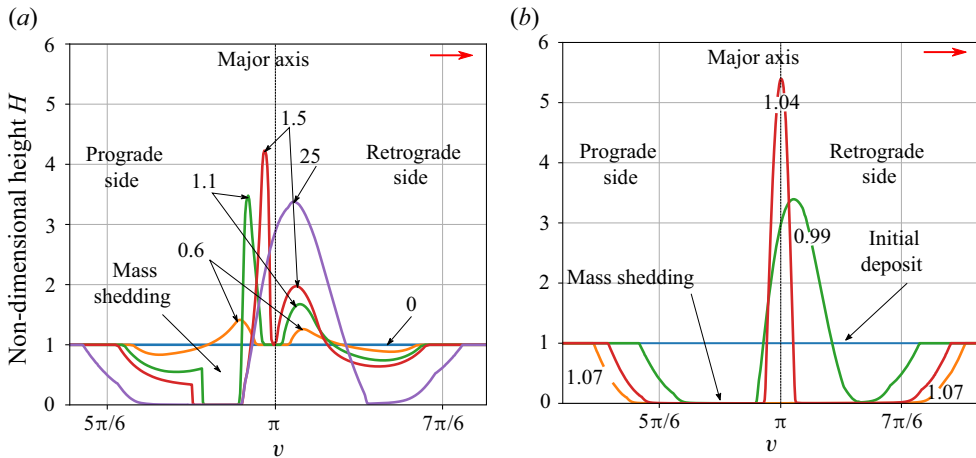 (a)
6
5
4
3
2
1
0
Non-dimensional height H
Major axis
1.5
25
Prograde
side
Retrograde
side
1.1
0.6
Mass
shedding
0
5π/6
π
7π/6
υ
(b)
6
5
4
3
2
1
0
Major axis
1.04
Prograde
side
Retrograde
side
0.99
Initial
deposit
Mass shedding
1.07
1.07
5π/6
π
7π/6
υ